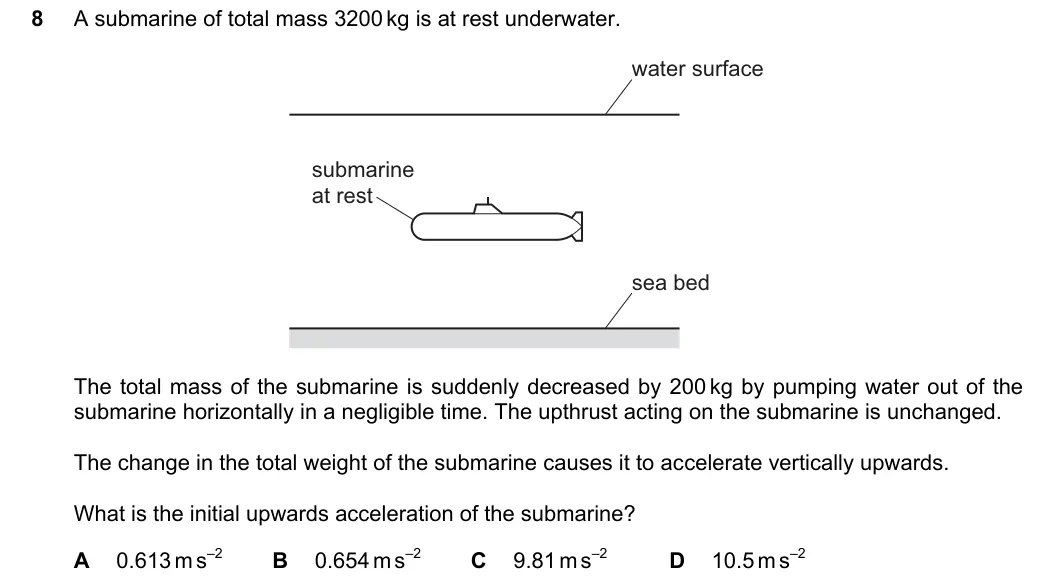 8 A submarine of total mass 3200 kg is at rest underwater.
water surface
submarine
at rest
sea bed
The total mass of the submarine is suddenly decreased by 200 kg by pumping water out of the
submarine horizontally in a negligible time. The upthrust acting on the submarine is unchanged.
The change in the total weight of the submarine causes it to accelerate vertically upwards.
What is the initial upwards acceleration of the submarine?
A 0.613 m s⁻² B 0.654 m s⁻² C 9.81 m s⁻² D 10.5 m s⁻²